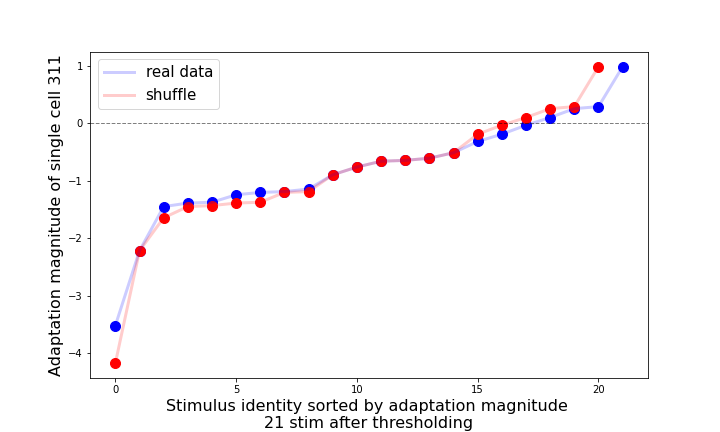 real data
shuffle
Adaptation magnitude of single cell 311
1
0
−1
−2
−3
−4
0 5 10 15 20
Stimulus identity sorted by adaptation magnitude
21 stim after thresholding